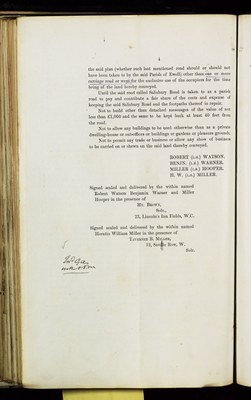 4
the said plan (whether such last mentioned road should or should not
have been taken to by the said Parish of Ewell) other than one or more
carriage road or ways for the exclusive use of the occupiers for the time
being of the land hereby conveyed.
Until the said road called Salisbury Road is taken to as a parish
road to pay and contribute a fair share of the costs and expense of
keeping the said Salisbury Road and the footpaths thereof in repair.
Not to build other than detached messuages of the value of not
less than £1,000 and the same to be kept back at least 40 feet from
the road.
Not to allow any buildings to be used otherwise than as a private
dwelling-house or out-offices or buildings or gardens or pleasure grounds.
Not to permit any trade or business or allow any show of business
to be carried on or shewn on the said land thereby conveyed.
ROBERT (L.S.) WATSON.
BENJN. (L.S.) WARNER.
MILLER (L.S.) HOOPER.
H. W. (L.S.) MILLER.
Signed sealed and delivered by the within named
Robert Watson Benjamin Warner and Miller
Hooper in the presence of
Hy. Brown,
Solr.,
21, Lincoln's Inn Fields, W.C.
Signed sealed and delivered by the within named
Horatio William Miller in the presence of
B. Miller,
13, Savile Row, W.
Solr.